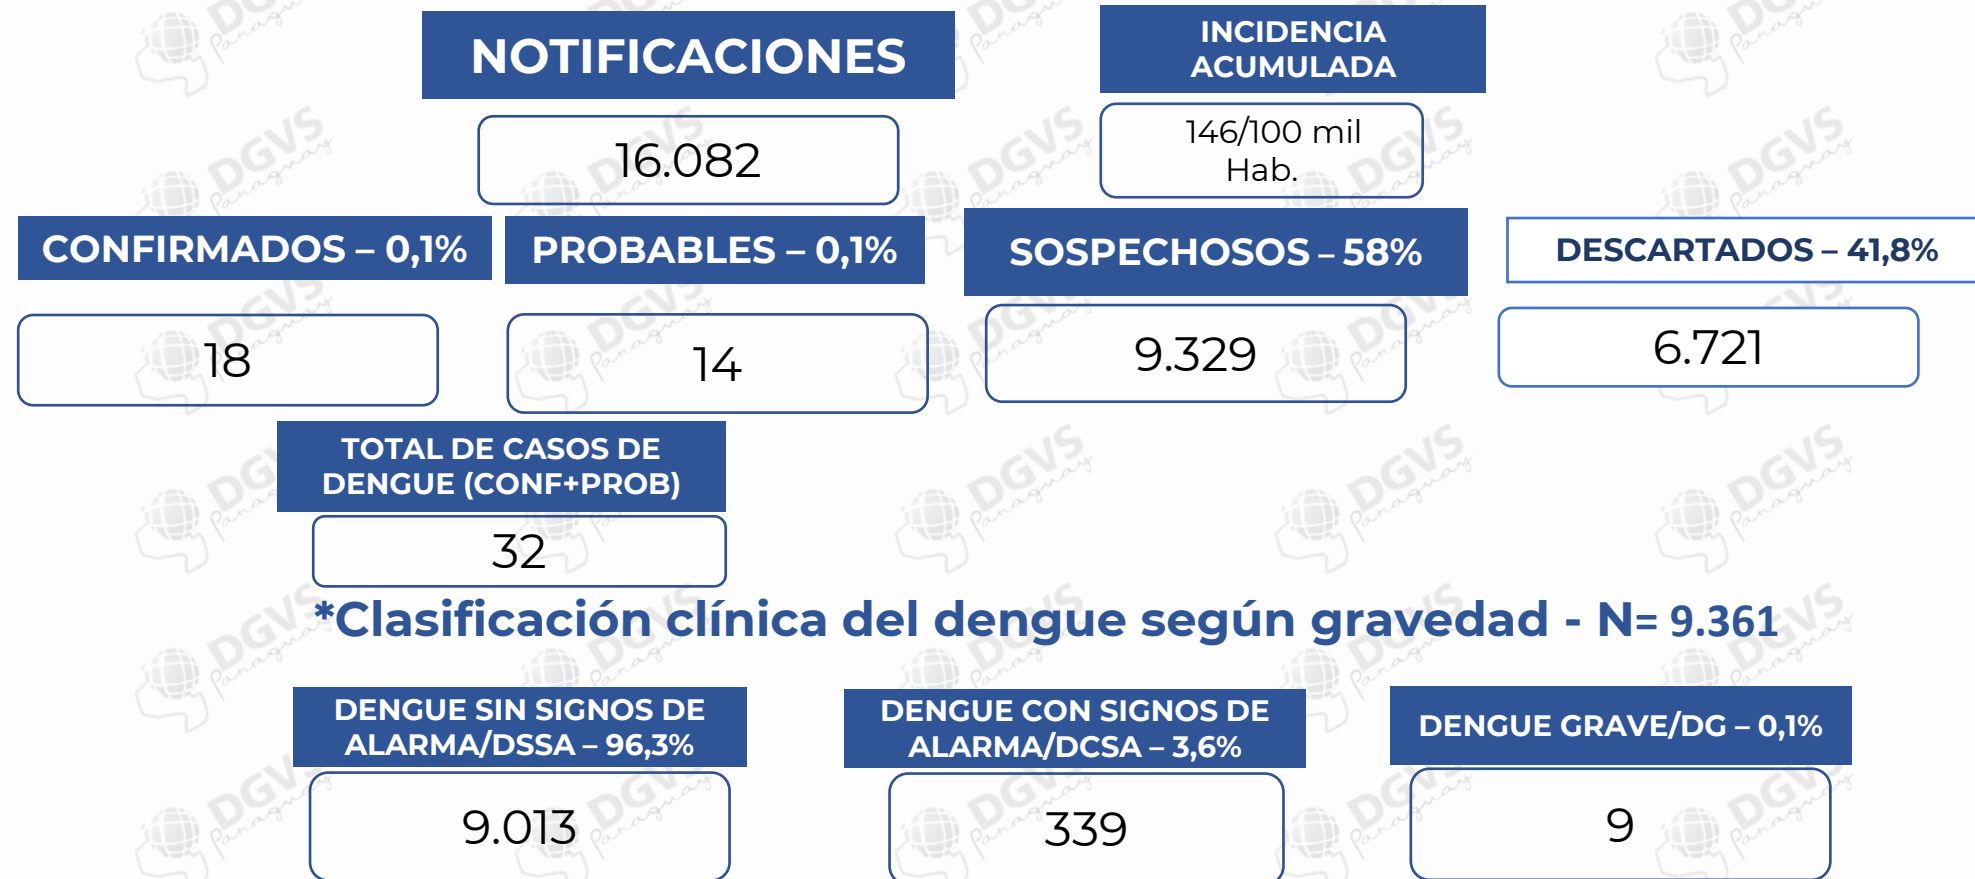 NOTIFICACIONES
INCIDENCIA
ACUMULADA
16.082
146/100 mil
Hab.
CONFIRMADOS – 0,1%
PROBABLES – 0,1%
SOSPECHOSOS – 58%
DESCARTADOS – 41,8%
18
14
9.329
6.721
TOTAL DE CASOS DE
DENGUE (CONF+PROB)
32
*Clasificación clínica del dengue según gravedad - N= 9.361
DENGUE SIN SIGNOS DE
ALARMA/DSSA – 96,3%
DENGUE CON SIGNOS DE
ALARMA/DCSA – 3,6%
DENGUE GRAVE/DG – 0,1%
9.013
339
9
DGVS
Paraguay